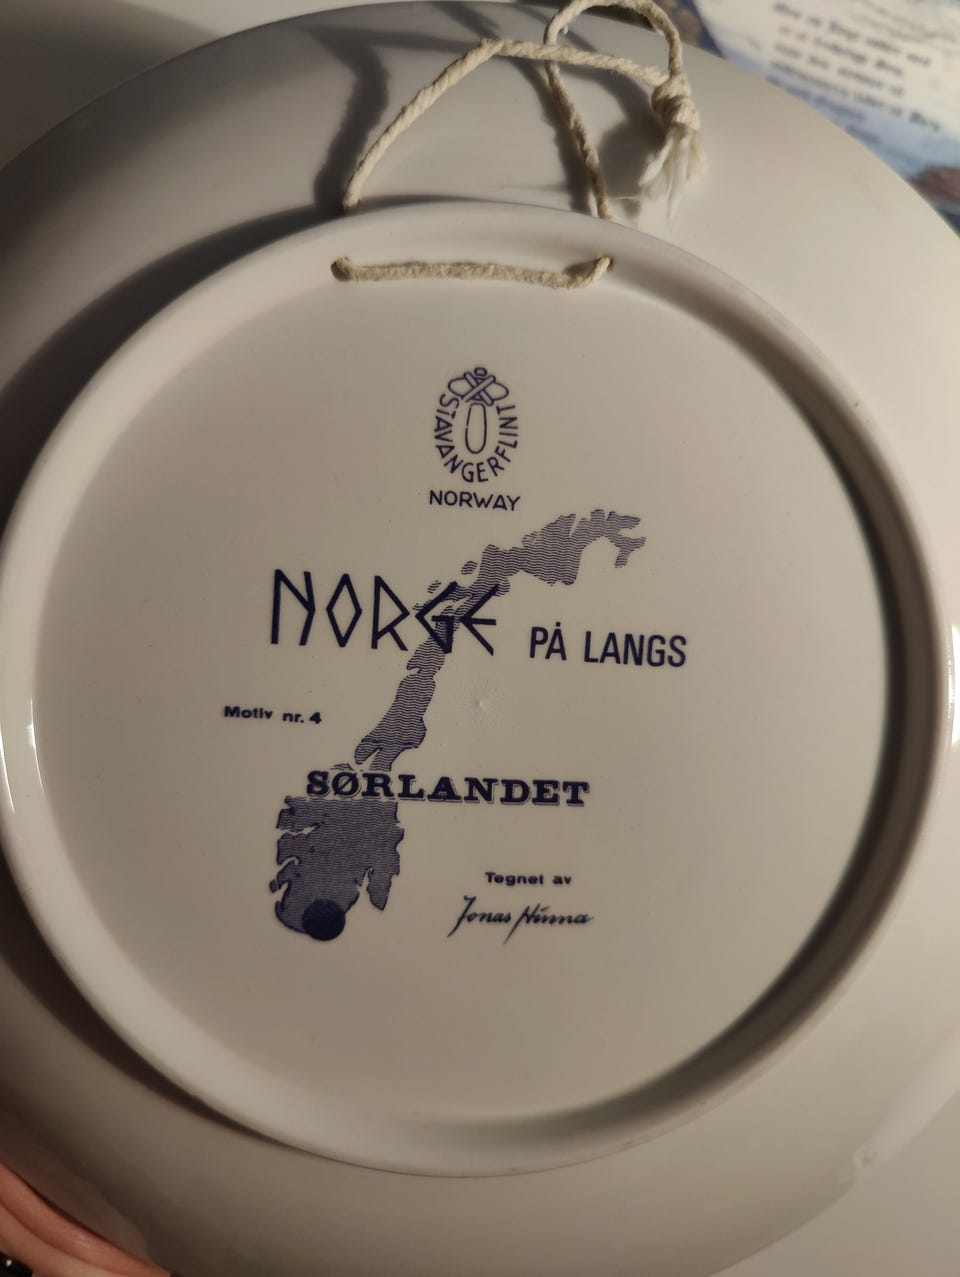 STAVANGERFLINT
NORWAY
NORGE PÅ LANGS
Motiv nr. 4
SØRLANDET
Tegnet av
Jonas Hinna